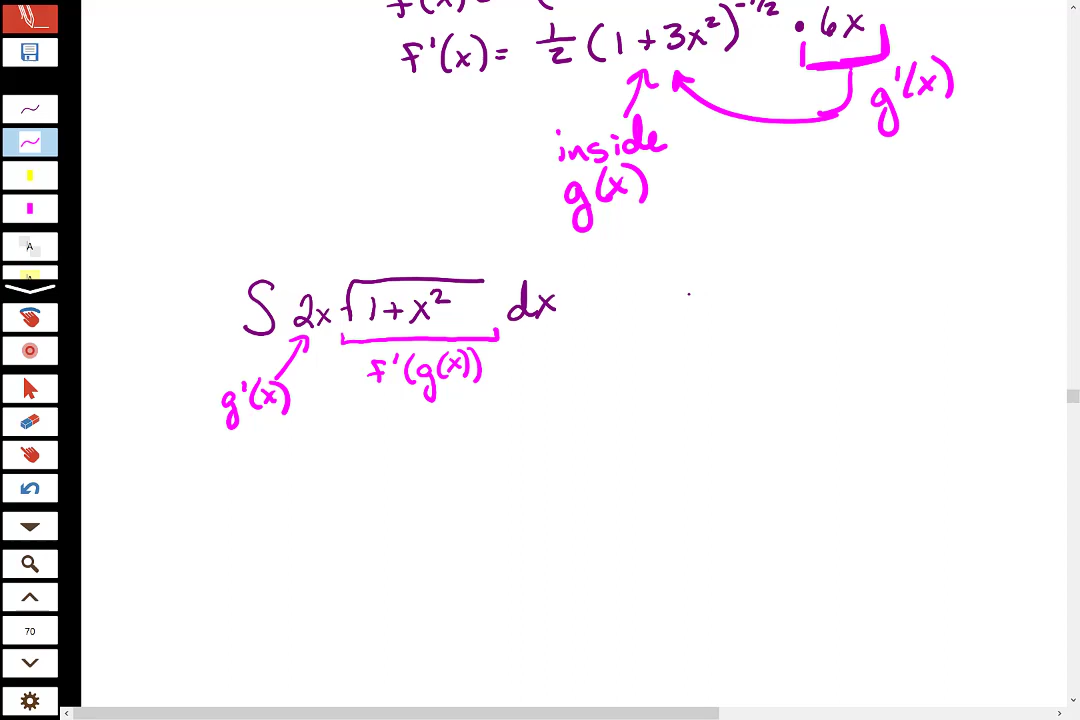 f'(x) = 1/2 (1 + 3x²)^-1/2 • 6x
g'(x)
inside
g(x)
∫ 2x √1+x² dx
f'(g(x))
g'(x)
A
70